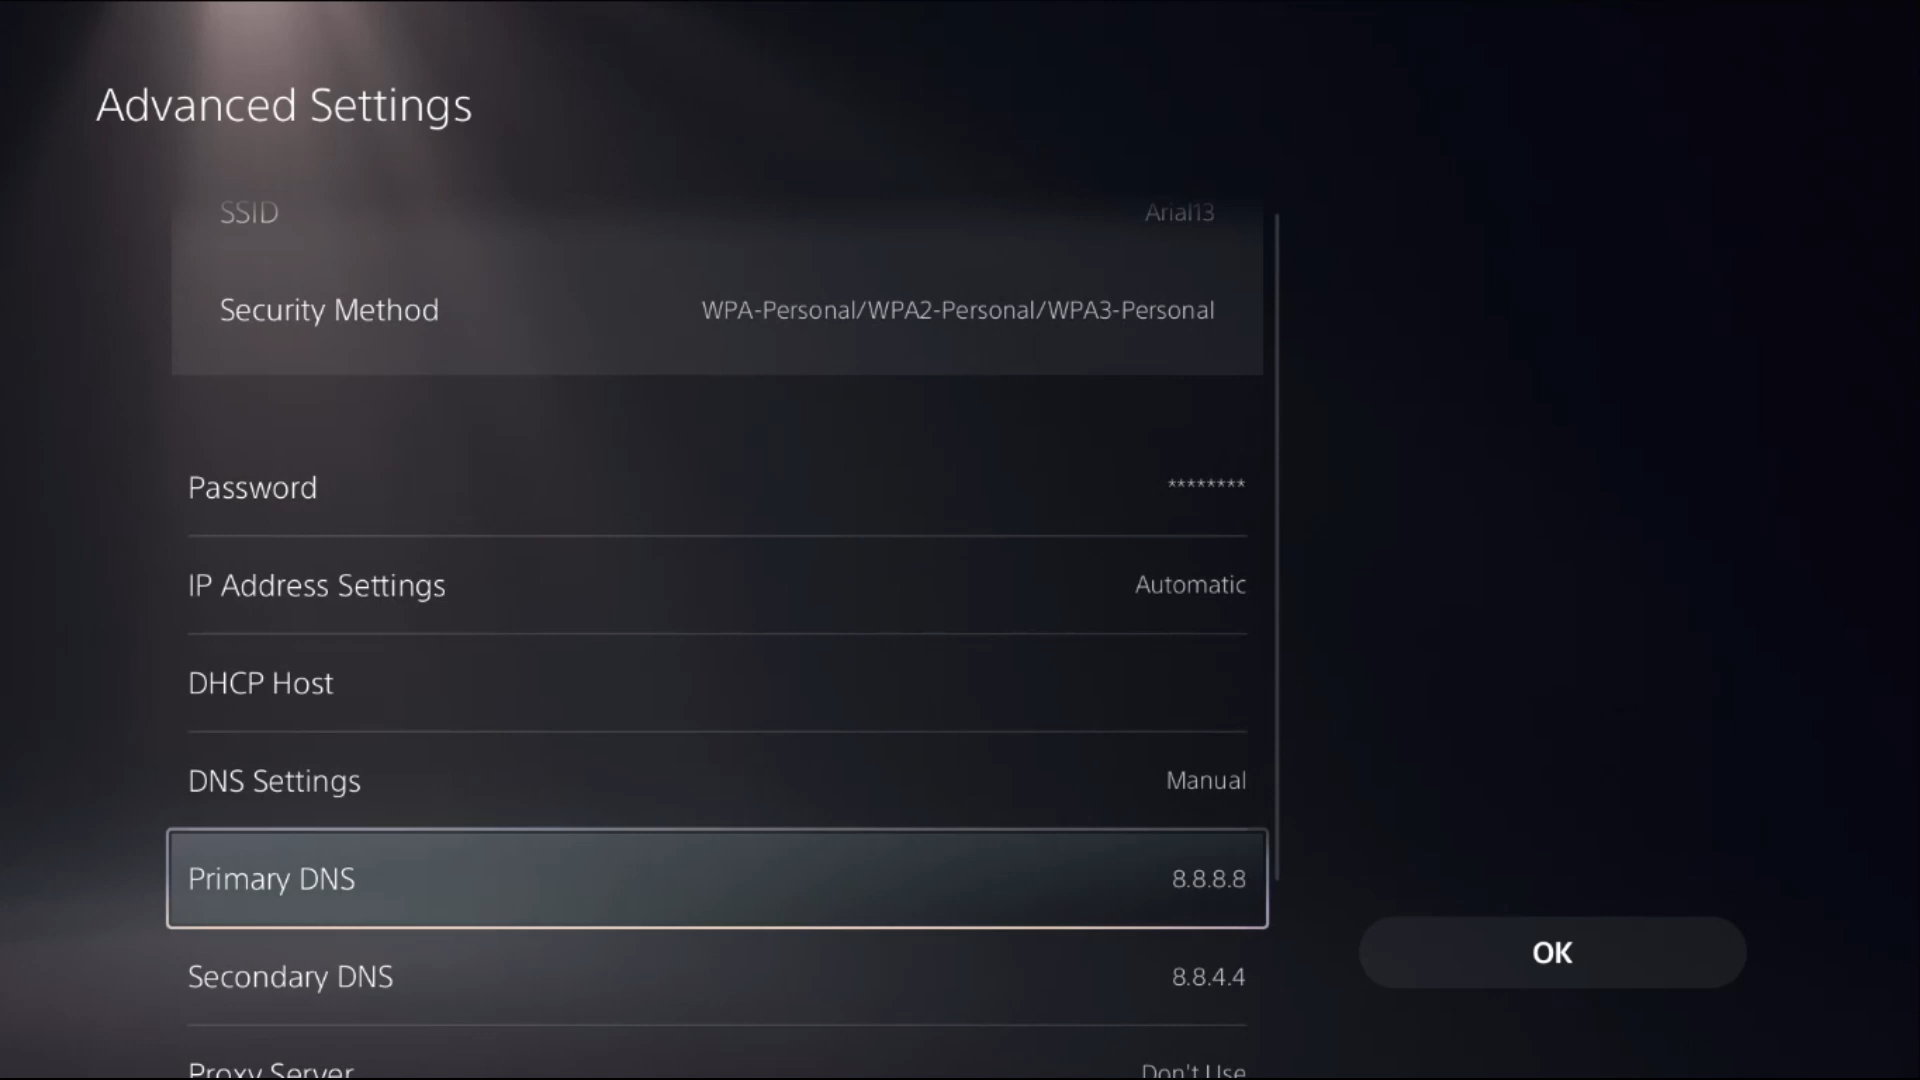 Advanced Settings
SSID Arial13
Security Method WPA-Personal/WPA2-Personal/WPA3-Personal
Password ********
IP Address Settings Automatic
DHCP Host
DNS Settings Manual
Primary DNS 8.8.8.8
OK
Secondary DNS 8.8.4.4
Proxy Server Don't Use